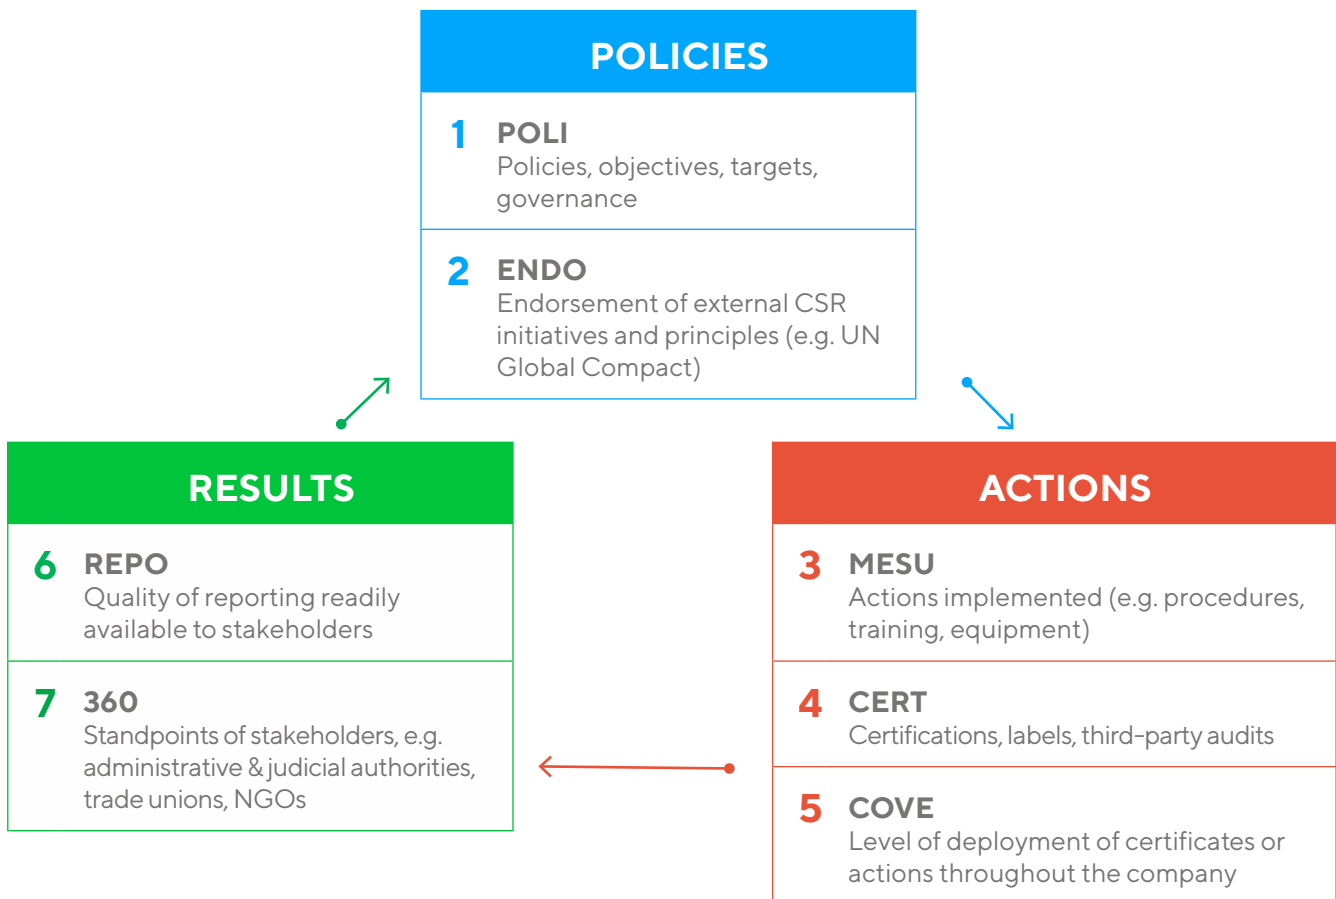 POLICIES
1 POLI
Policies, objectives, targets,
governance
2 ENDO
Endorsement of external CSR
initiatives and principles (e.g. UN
Global Compact)
RESULTS
6 REPO
Quality of reporting readily
available to stakeholders
7 360
Standpoints of stakeholders, e.g.
administrative & judicial authorities,
trade unions, NGOs
ACTIONS
3 MESU
Actions implemented (e.g. procedures,
training, equipment)
4 CERT
Certifications, labels, third-party audits
5 COVE
Level of deployment of certificates or
actions throughout the company